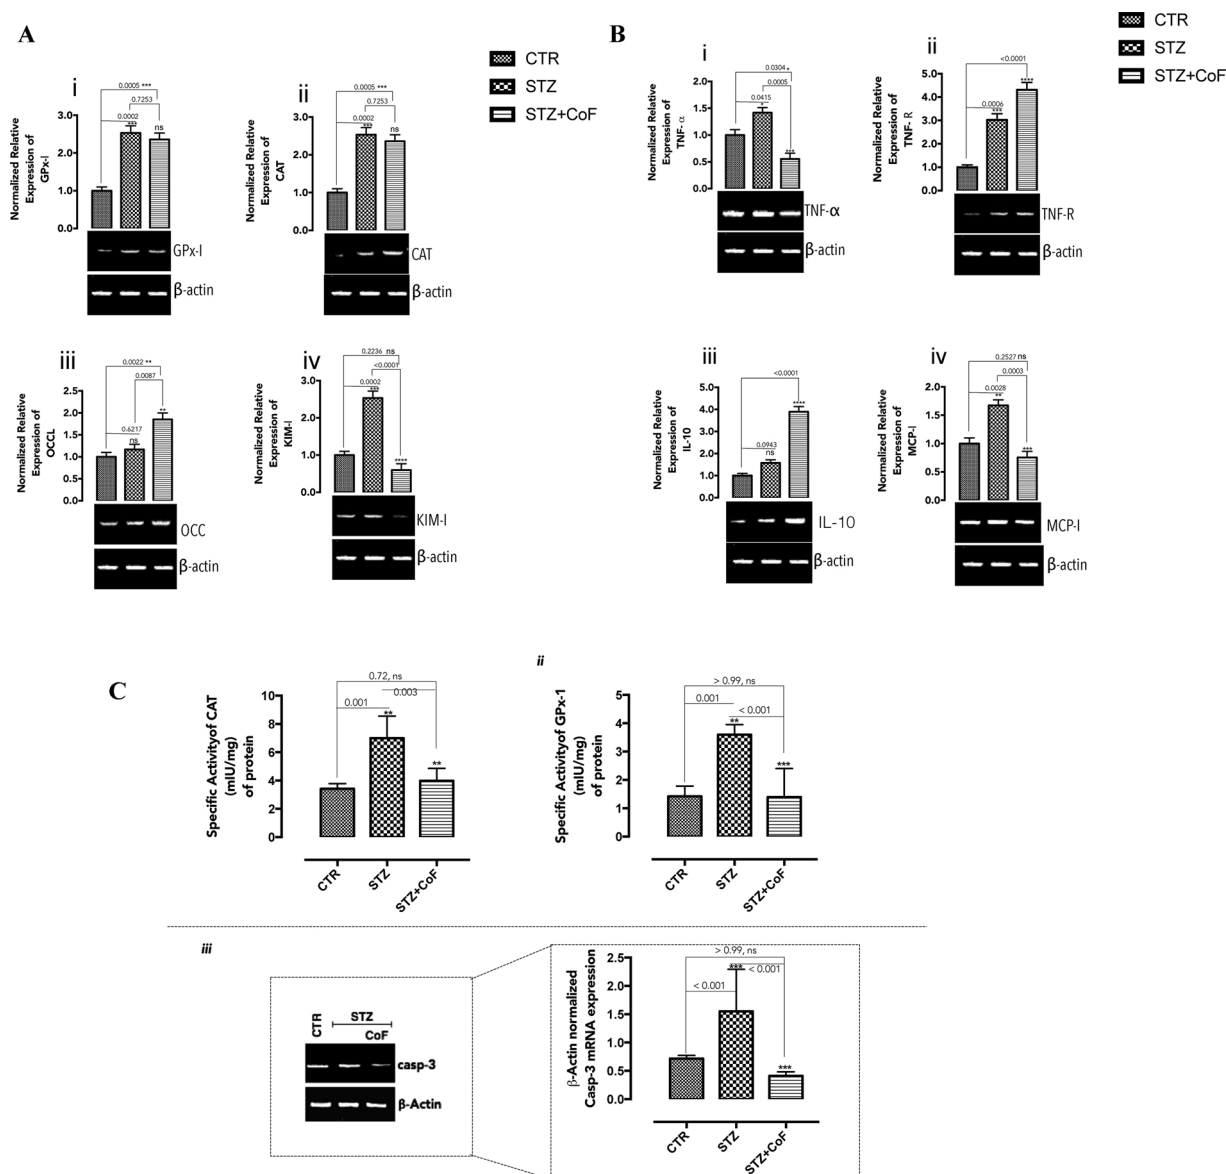 A
CTR
STZ
STZ+CoF
i
0.0005 ***
0.7253
0.0002
***
ns
Normalized Relative
Expression of
GPx-I
3.0
2.0
1.0
0.0
GPx-I
β-actin
ii
0.0005 ***
0.7253
0.0002
***
ns
Normalized Relative
Expression of
CAT
3.0
2.0
1.0
0.0
CAT
β-actin
iii
0.0022 **
0.0087
**
0.6217
ns
Normalized Relative
Expression of
OCCL
2.5
2.0
1.5
1.0
0.5
0.0
OCC
β-actin
iv
0.2236 ns
<0.0001
0.0002
***
****
Normalized Relative
Expression of
KIM-I
3.0
2.0
1.0
0.0
KIM-I
β-actin
B
CTR
STZ
STZ+CoF
i
0.0304 *
0.0005
0.0415
*
***
Normalized Relative
Expression of
TNF- α
2.0
1.5
1.0
0.5
0.0
TNF-α
β-actin
ii
<0.0001
****
0.0006
***
Normalized Relative
Expression of
TNF- R
5.0
4.0
3.0
2.0
1.0
0.0
TNF-R
β-actin
iii
<0.0001
****
0.0943
ns
Normalized Relative
Expression of
IL-10
5.0
4.0
3.0
2.0
1.0
0.0
IL-10
β-actin
iv
0.2527 ns
0.0003
0.0028
**
***
Normalized Relative
Expression of
MCP-I
2.0
1.5
1.0
0.5
0.0
MCP-I
β-actin
C
0.72, ns
0.003
0.001
**
**
Specific Activityof CAT
(mIU/mg)
of protein
10
8
6
4
2
0
CTR
STZ
STZ+CoF
ii
> 0.99, ns
0.001
< 0.001
**
***
Specific Activityof GPx-1
(mIU/mg)
of protein
5
4
3
2
1
0
CTR
STZ
STZ+CoF
iii
CTR
STZ
CoF
casp-3
β-Actin
> 0.99, ns
***
< 0.001
< 0.001
***
β-Actin normalized
Casp-3 mRNA expression
2.5
2.0
1.5
1.0
0.5
0.0
CTR
STZ
STZ+CoF